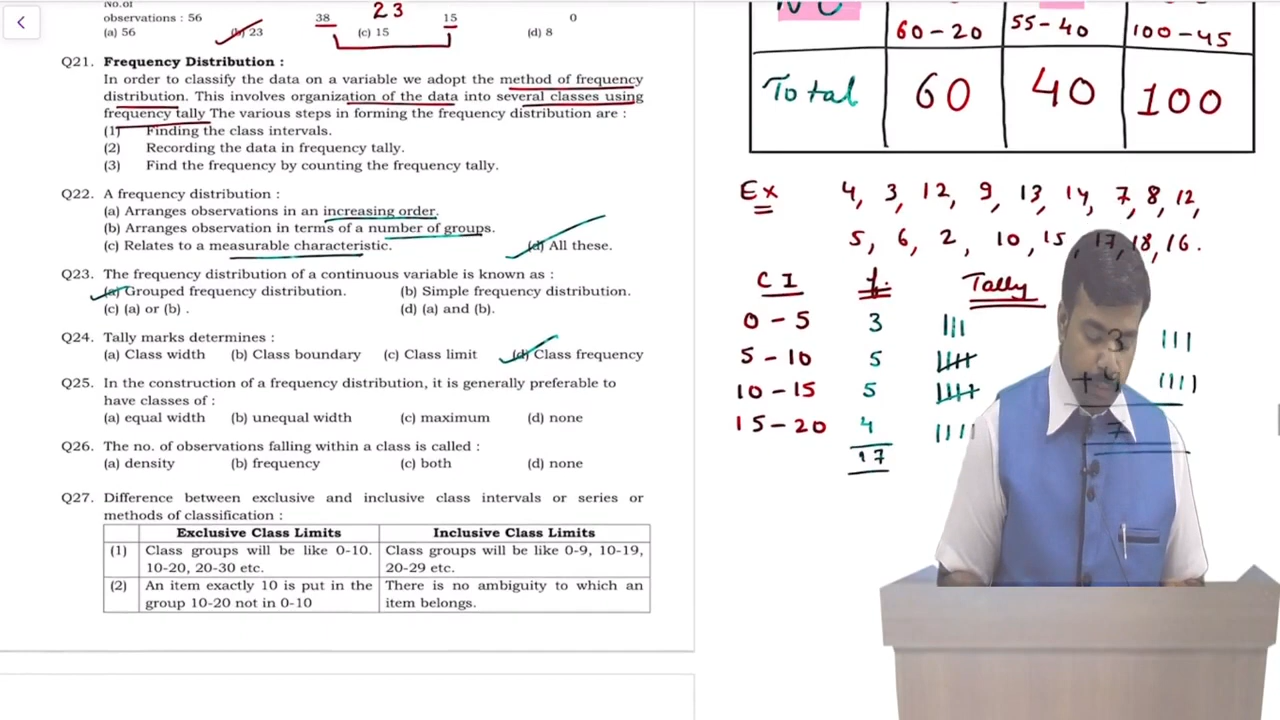 No.of
observations : 56 38 23 15 0
(a) 56 (b) 23 (c) 15 (d) 8
Q21. Frequency Distribution :
In order to classify the data on a variable we adopt the method of frequency
distribution. This involves organization of the data into several classes using
frequency tally The various steps in forming the frequency distribution are :
(1) Finding the class intervals.
(2) Recording the data in frequency tally.
(3) Find the frequency by counting the frequency tally.
Q22. A frequency distribution :
(a) Arranges observations in an increasing order.
(b) Arranges observation in terms of a number of groups.
(c) Relates to a measurable characteristic. (d) All these.
Q23. The frequency distribution of a continuous variable is known as :
(a) Grouped frequency distribution. (b) Simple frequency distribution.
(c) (a) or (b) . (d) (a) and (b).
Q24. Tally marks determines :
(a) Class width (b) Class boundary (c) Class limit (d) Class frequency
Q25. In the construction of a frequency distribution, it is generally preferable to
have classes of :
(a) equal width (b) unequal width (c) maximum (d) none
Q26. The no. of observations falling within a class is called :
(a) density (b) frequency (c) both (d) none
Q27. Difference between exclusive and inclusive class intervals or series or
methods of classification :
Exclusive Class Limits Inclusive Class Limits
(1) Class groups will be like 0-10. Class groups will be like 0-9, 10-19,
10-20, 20-30 etc. 20-29 etc.
(2) An item exactly 10 is put in the There is no ambiguity to which an
group 10-20 not in 0-10 item belongs.
60-20 55-40 100-45
Total 60 40 100
Ex 4, 3, 12, 9, 13, 14, 7, 8, 12,
5, 6, 2, 10, 15, 17, 18, 16.
CI f. Tally
0-5 3 |||
5-10 5
10-15 5
15-20 4 ||||
17
3 |||
+ 4 ||||
7